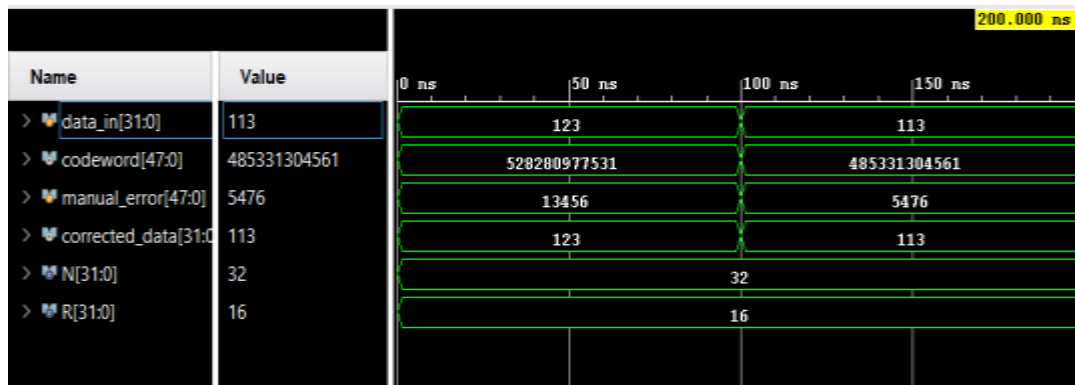 200.000 ns
Name Value 0 ns 50 ns 100 ns 150 ns
data_in[31:0] 113 123 113
codeword[47:0] 485331304561 528280977531 485331304561
manual_error[47:0] 5476 13456 5476
corrected_data[31:0 113 123 113
N[31:0] 32 32
R[31:0] 16 16